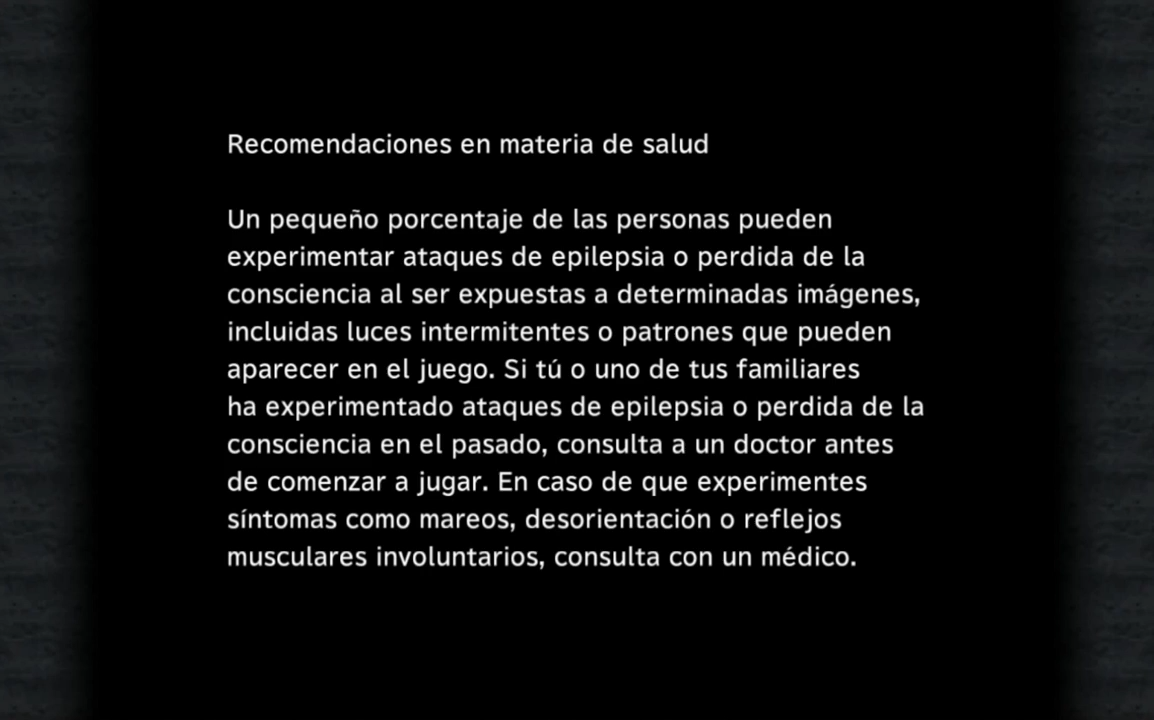 Recomendaciones en materia de salud
Un pequeño porcentaje de las personas pueden
experimentar ataques de epilepsia o perdida de la
consciencia al ser expuestas a determinadas imágenes,
incluidas luces intermitentes o patrones que pueden
aparecer en el juego. Si tú o uno de tus familiares
ha experimentado ataques de epilepsia o perdida de la
consciencia en el pasado, consulta a un doctor antes
de comenzar a jugar. En caso de que experimentes
síntomas como mareos, desorientación o reflejos
musculares involuntarios, consulta con un médico.